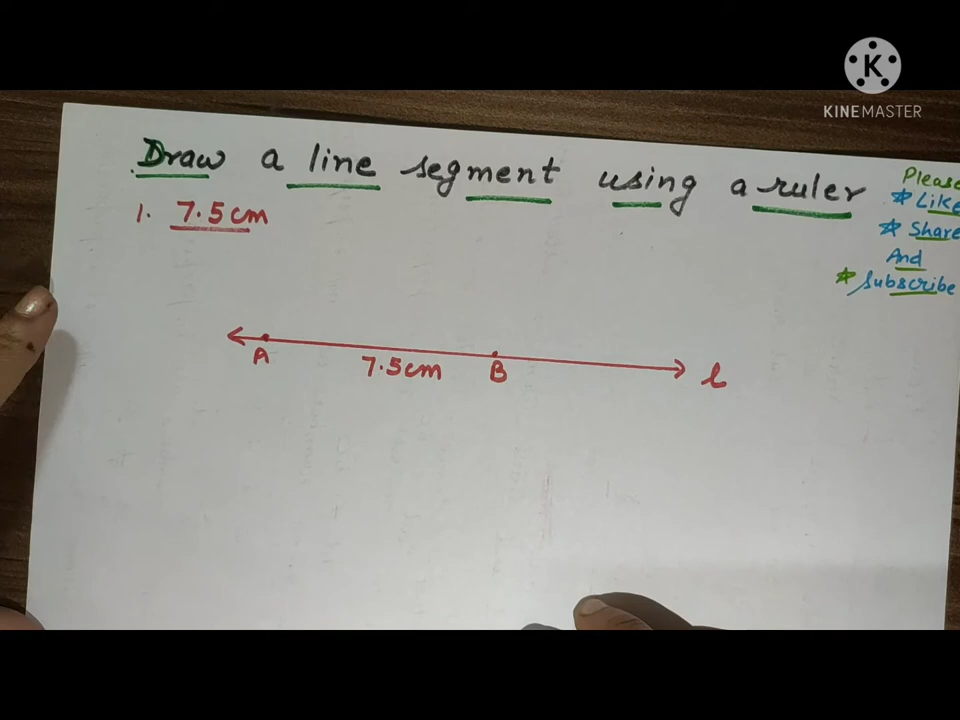 KINEMASTER
Draw a line segment using a ruler
1. 7.5cm
Please
Like
Share
And
Subscribe
A 7.5cm B l